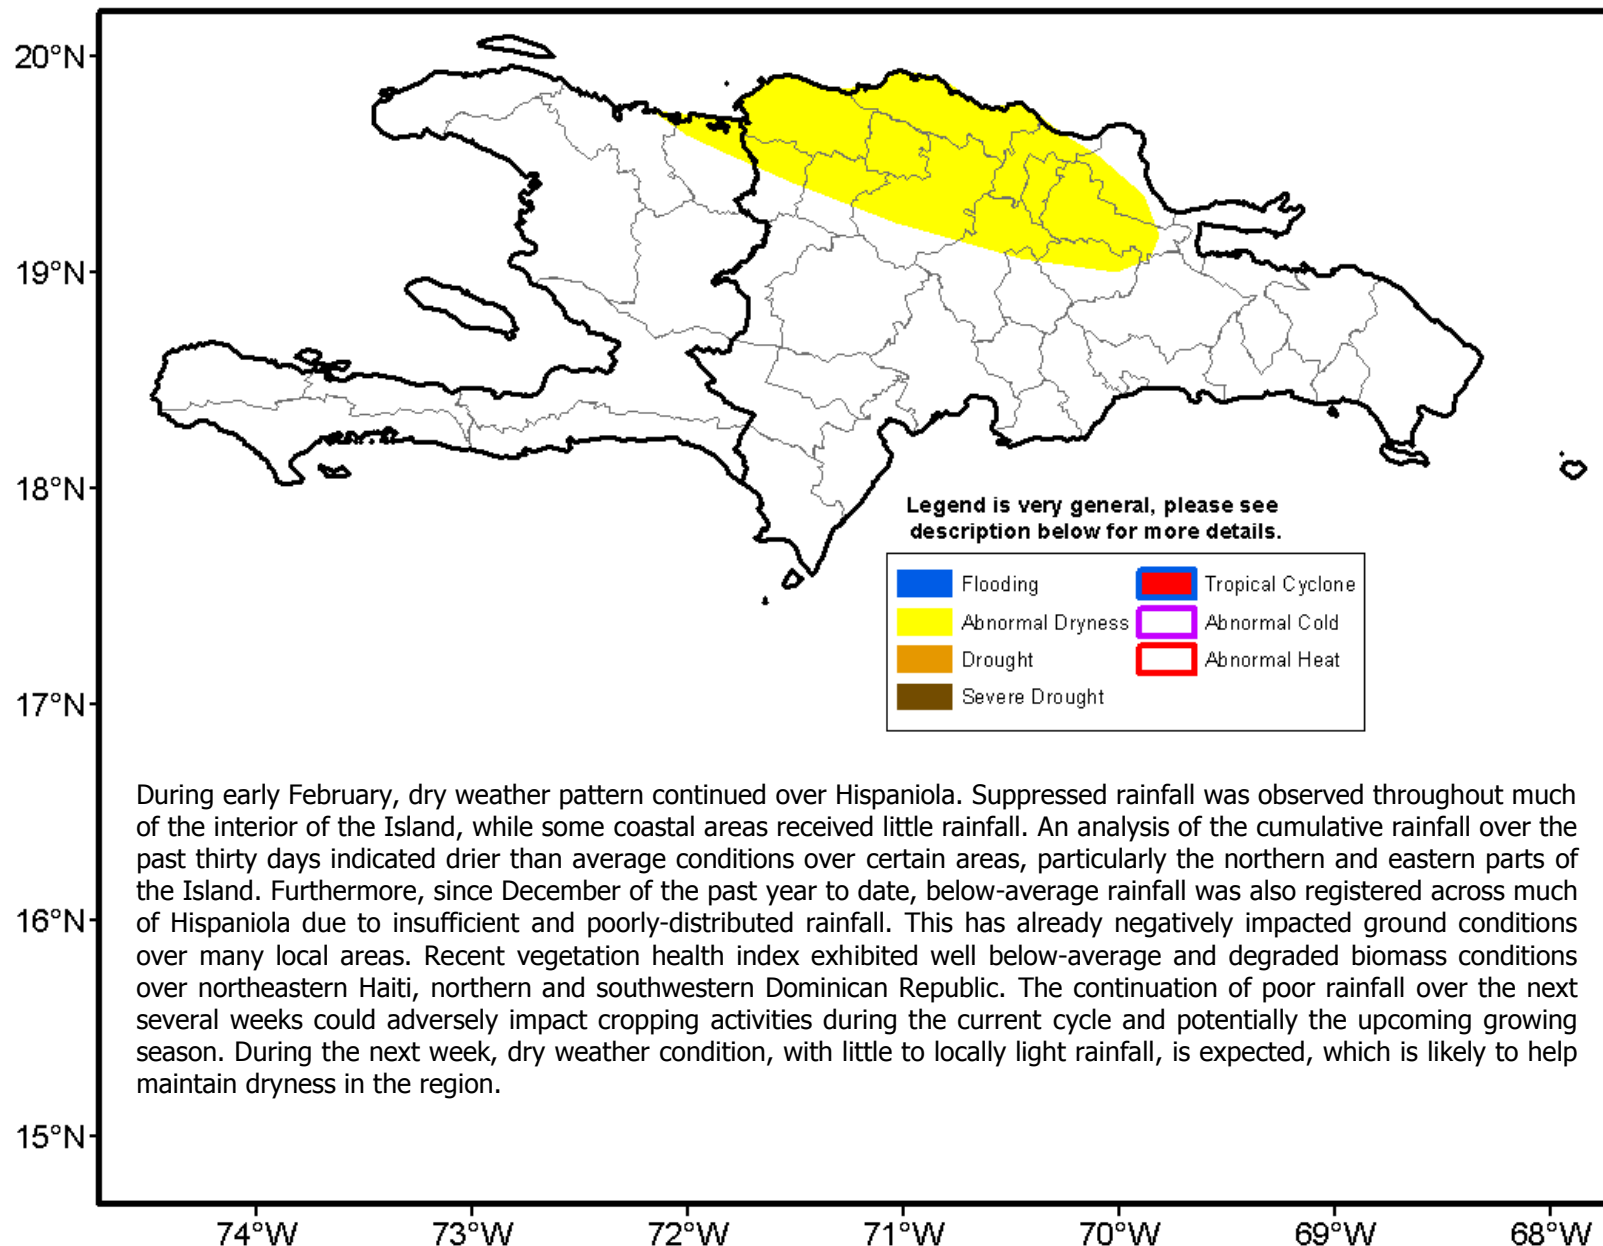 20°N
19°N
18°N
Legend is very general, please see
description below for more details.
Flooding
Tropical Cyclone
Abnormal Dryness
Abnormal Cold
Drought
Abnormal Heat
Severe Drought
17°N
During early February, dry weather pattern continued over Hispaniola. Suppressed rainfall was observed throughout much
of the interior of the Island, while some coastal areas received little rainfall. An analysis of the cumulative rainfall over the
past thirty days indicated drier than average conditions over certain areas, particularly the northern and eastern parts of
the Island. Furthermore, since December of the past year to date, below-average rainfall was also registered across much
of Hispaniola due to insufficient and poorly-distributed rainfall. This has already negatively impacted ground conditions
over many local areas. Recent vegetation health index exhibited well below-average and degraded biomass conditions
over northeastern Haiti, northern and southwestern Dominican Republic. The continuation of poor rainfall over the next
several weeks could adversely impact cropping activities during the current cycle and potentially the upcoming growing
season. During the next week, dry weather condition, with little to locally light rainfall, is expected, which is likely to help
maintain dryness in the region.
16°N
15°N
74°W
73°W
72°W
71°W
70°W
69°W
68°W